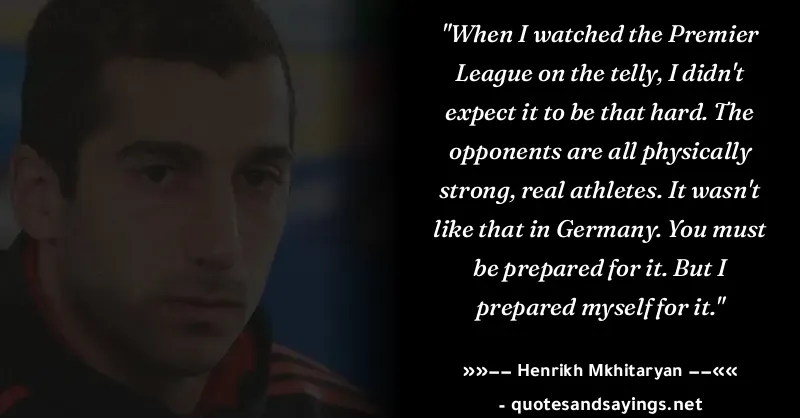 "When I watched the Premier
League on the telly, I didn't
expect it to be that hard. The
opponents are all physically
strong, real athletes. It wasn't
like that in Germany. You must
be prepared for it. But I
prepared myself for it."
»»–– Henrikh Mkhitaryan ––««
- quotesandsayings.net